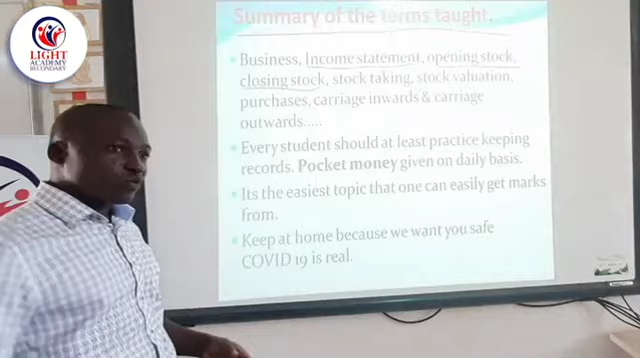 LIGHT
ACADEMY
SECONDARY
Summary of the terms taught.
Business, Income statement, opening stock,
closing stock, stock taking, stock valuation,
purchases, carriage inwards & carriage
outwards.....
Every student should at least practice keeping
records. Pocket money given on daily basis.
Its the easiest topic that one can easily get marks
from.
Keep at home because we want you safe
COVID 19 is real.
LIGHT
ACADEMY
SECONDARY